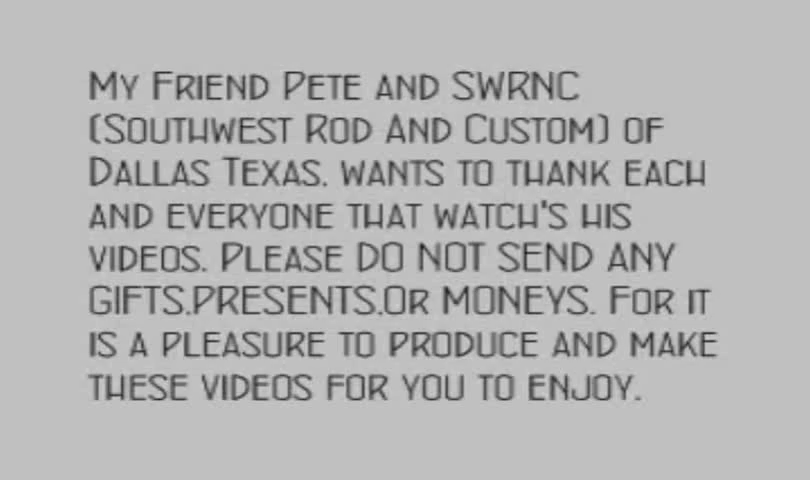 My Friend Pete and SWRNC
(Southwest Rod And Custom) of
Dallas Texas. wants to thank each
and everyone that watch's his
videos. Please DO NOT SEND ANY
GIFTS.PRESENTS.Or MONEYS. For it
is a pleasure to produce and make
these videos for you to enjoy.